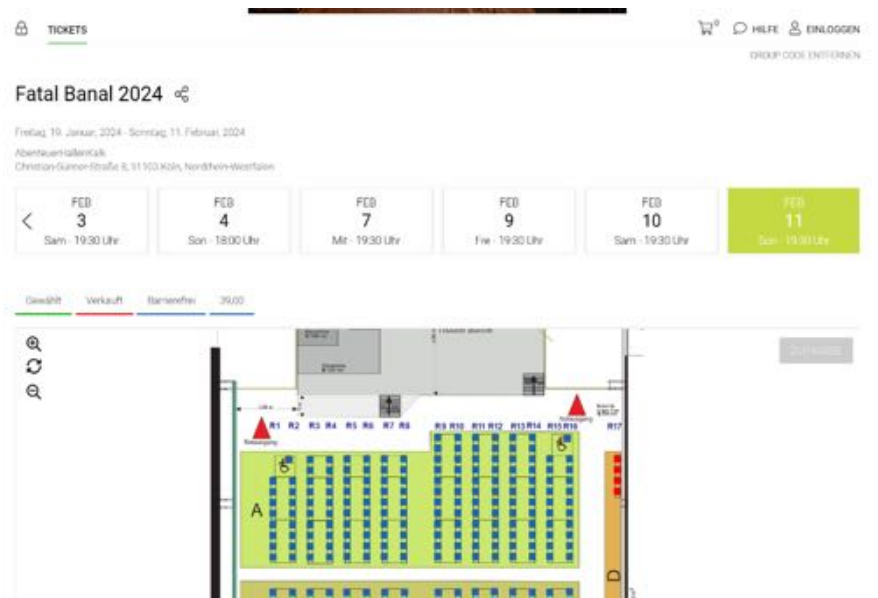 TICKETS
0 HILFE EINLOGGEN
GROUP CODE ENTFERNEN
Fatal Banal 2024
Freitag, 19. Januar, 2024 - Sonntag, 11. Februar, 2024
AbenteuerHallenKalk
Christian-Sünner-Straße 8, 51103 Köln, Nordrhein-Westfalen
FEB FEB FEB FEB FEB FEB
3 4 7 9 10 11
Sam - 19:30 Uhr Son - 18:00 Uhr Mit - 19:30 Uhr Fre - 19:30 Uhr Sam - 19:30 Uhr Son - 19:30 Uhr
Gewählt Verkauft Barrierefrei 39,00
R1 R2 R3 R4 R5 R6 R7 R8 R9 R10 R11 R12 R13 R14 R15 R16 R17
Notausgang Notausgang
A
D